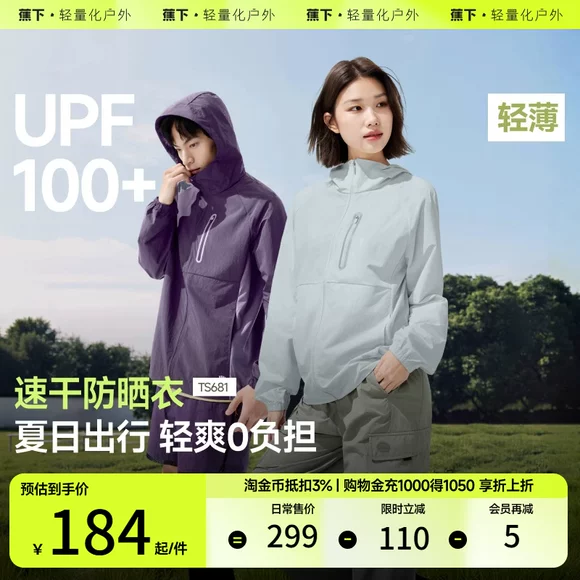 蕉下·轻量化户外 蕉下·轻量化户外 蕉下·轻量化户外 蕉下·轻量化户外
UPF
100+
轻薄
速干防晒衣 TS681
夏日出行 轻爽0负担
预估到手价
¥184起/件
淘金币抵扣3% | 购物金充1000得1050 享折上折
日常售价 限时立减 会员再减
= 299 - 110 - 5